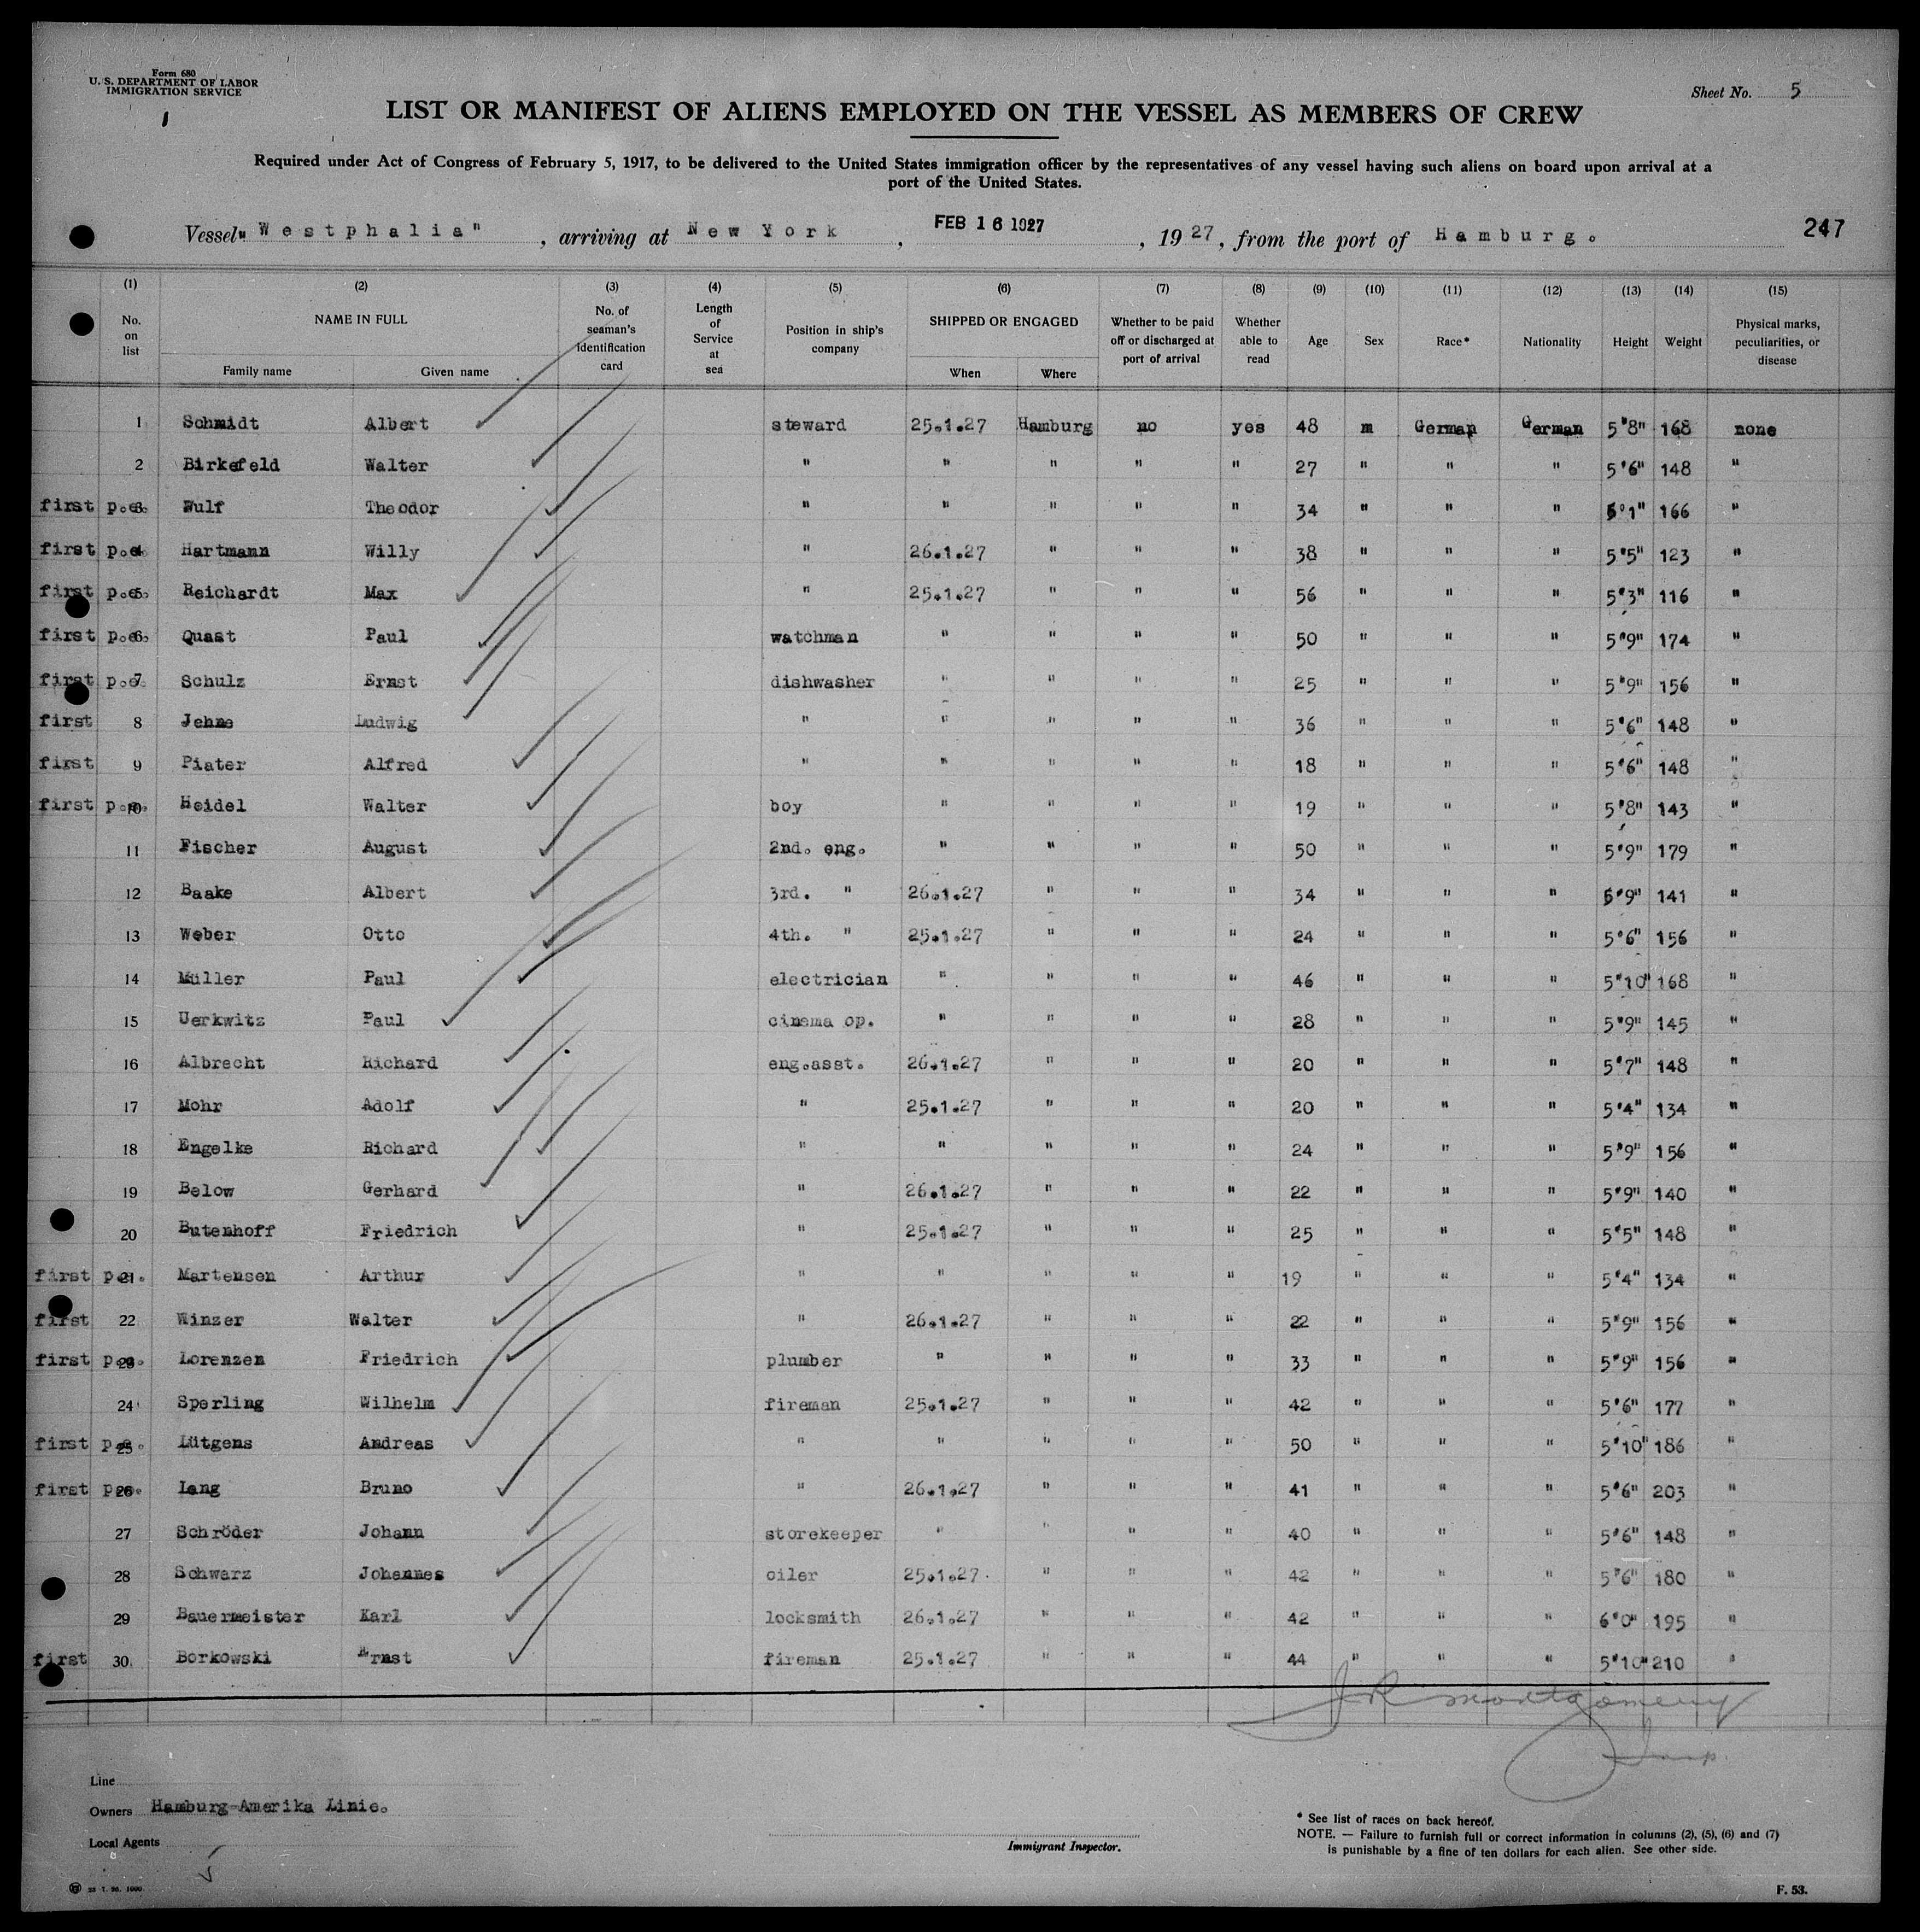 Form 680
U. S. DEPARTMENT OF LABOR
IMMIGRATION SERVICE
Sheet No. 5
LIST OR MANIFEST OF ALIENS EMPLOYED ON THE VESSEL AS MEMBERS OF CREW
Required under Act of Congress of February 5, 1917, to be delivered to the United States immigration officer by the representatives of any vessel having such aliens on board upon arrival at a
port of the United States.
Vessel "Westphalia", arriving at New York, FEB 16 1927, 1927, from the port of Hamburg. 247
(1) (2) (3) (4) (5) (6) (7) (8) (9) (10) (11) (12) (13) (14) (15)
No. on list NAME IN FULL Family name Given name No. of seaman's identification card Length of Service at sea Position in ship's company SHIPPED OR ENGAGED When Where Whether to be paid off or discharged at port of arrival Whether able to read Age Sex Race* Nationality Height Weight Physical marks, peculiarities, or disease
1 Schmidt Albert steward 25.1.27 Hamburg no yes 48 m German German 5'8" 168 none
2 Birkefeld Walter " " " " " 27 " " " 5'6" 148 "
first p.o.e. 3 Wulf Theodor " " " " " 34 " " " 6'1" 166 "
first p.o.e. 4 Hartmann Willy " 26.1.27 " " " 38 " " " 5'5" 123 "
first p.o.e. 5 Reichardt Max " 25.1.27 " " " 56 " " " 5'3" 116 "
first p.o.e. 6 Quast Paul watchman " " " " 50 " " " 5'9" 174 "
first p.o.e. 7 Schulz Ernst dishwasher " " " " 25 " " " 5'9" 156 "
first 8 Jehne Ludwig " " " " " 36 " " " 5'6" 148 "
first 9 Piater Alfred " " " " " 18 " " " 5'6" 148 "
first p.o.e. 10 Heidel Walter boy " " " " 19 " " " 5'8" 143 "
11 Fischer August 2nd. eng. " " " " 50 " " " 5'9" 179 "
12 Baake Albert 3rd. " 26.1.27 " " " 34 " " " 5'9" 141 "
13 Weber Otto 4th. " 25.1.27 " " " 24 " " " 5'6" 156 "
14 Müller Paul electrician " " " " 46 " " " 5'10" 168 "
15 Uerkwitz Paul cinema op. " " " " 28 " " " 5'9" 145 "
16 Albrecht Richard eng.asst. 26.1.27 " " " 20 " " " 5'7" 148 "
17 Mohr Adolf " 25.1.27 " " " 20 " " " 5'4" 134 "
18 Engelke Richard " " " " " 24 " " " 5'9" 156 "
19 Below Gerhard " 26.1.27 " " " 22 " " " 5'9" 140 "
20 Butenhoff Friedrich " 25.1.27 " " " 25 " " " 5'5" 148 "
first p.o.e. 21 Martensen Arthur " " " " " 19 " " " 5'4" 134 "
first 22 Winzer Walter " 26.1.27 " " " 22 " " " 5'9" 156 "
first p.o.e. 23 Lorenzen Friedrich plumber " " " " 33 " " " 5'9" 156 "
24 Sperling Wilhelm fireman 25.1.27 " " " 42 " " " 5'6" 177 "
first p.o.e. 25 Lütgens Andreas " " " " " 50 " " " 5'10" 186 "
first p.o.e. 26 Lang Bruno " 26.1.27 " " " 41 " " " 5'6" 203 "
27 Schröder Johann storekeeper " " " " 40 " " " 5'6" 148 "
28 Schwarz Johannes oiler 25.1.27 " " " 42 " " " 5'6" 180 "
29 Bauermeister Karl locksmith 26.1.27 " " " 42 " " " 6'0" 195 "
first 30 Borkowski Ernst fireman 25.1.27 " " " 44 " " " 5'10" 210 "
J R Montgomery
Insp.
Line
Owners Hamburg-Amerika Linie.
Local Agents
Immigrant Inspector.
* See list of races on back hereof.
NOTE. — Failure to furnish full or correct information in columns (2), (5), (6) and (7)
is punishable by a fine of ten dollars for each alien. See other side.
F. 53.